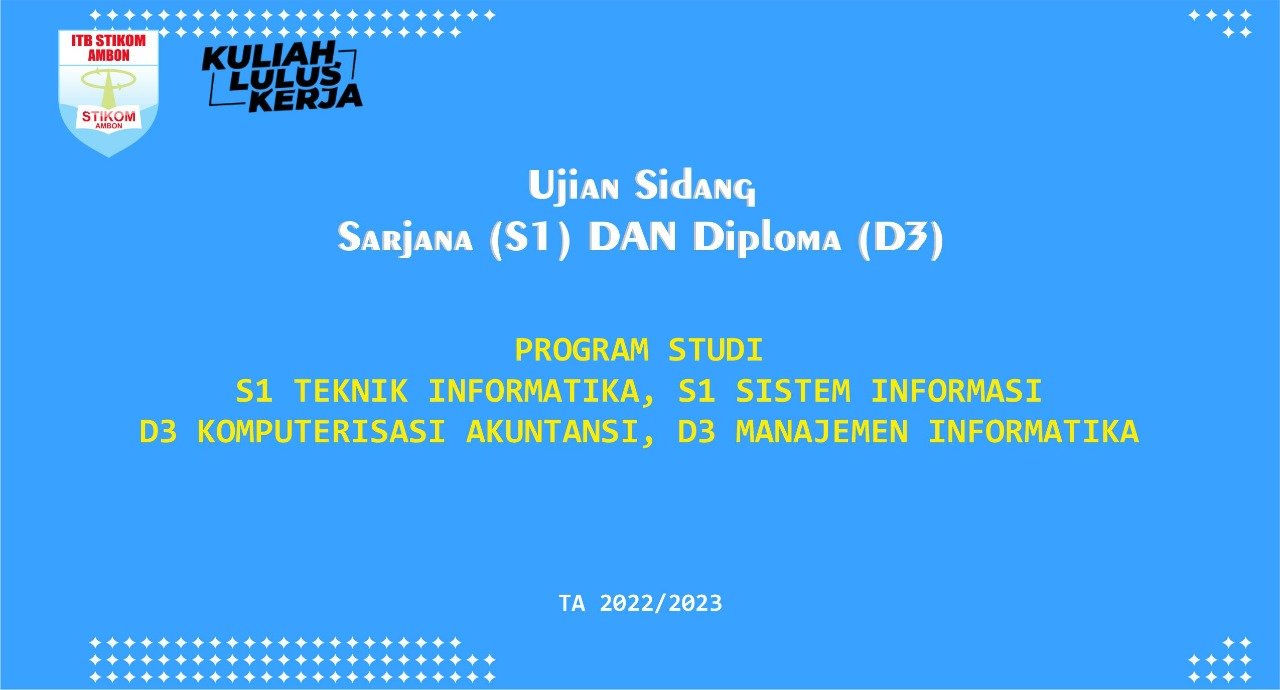 ITB STIKOM
AMBON
STIKOM
AMBON
KULIAH
LULUS
KERJA
Ujian Sidang
Sarjana (S1) DAN Diploma (D3)
PROGRAM STUDI
S1 TEKNIK INFORMATIKA, S1 SISTEM INFORMASI
D3 KOMPUTERISASI AKUNTANSI, D3 MANAJEMEN INFORMATIKA
TA 2022/2023